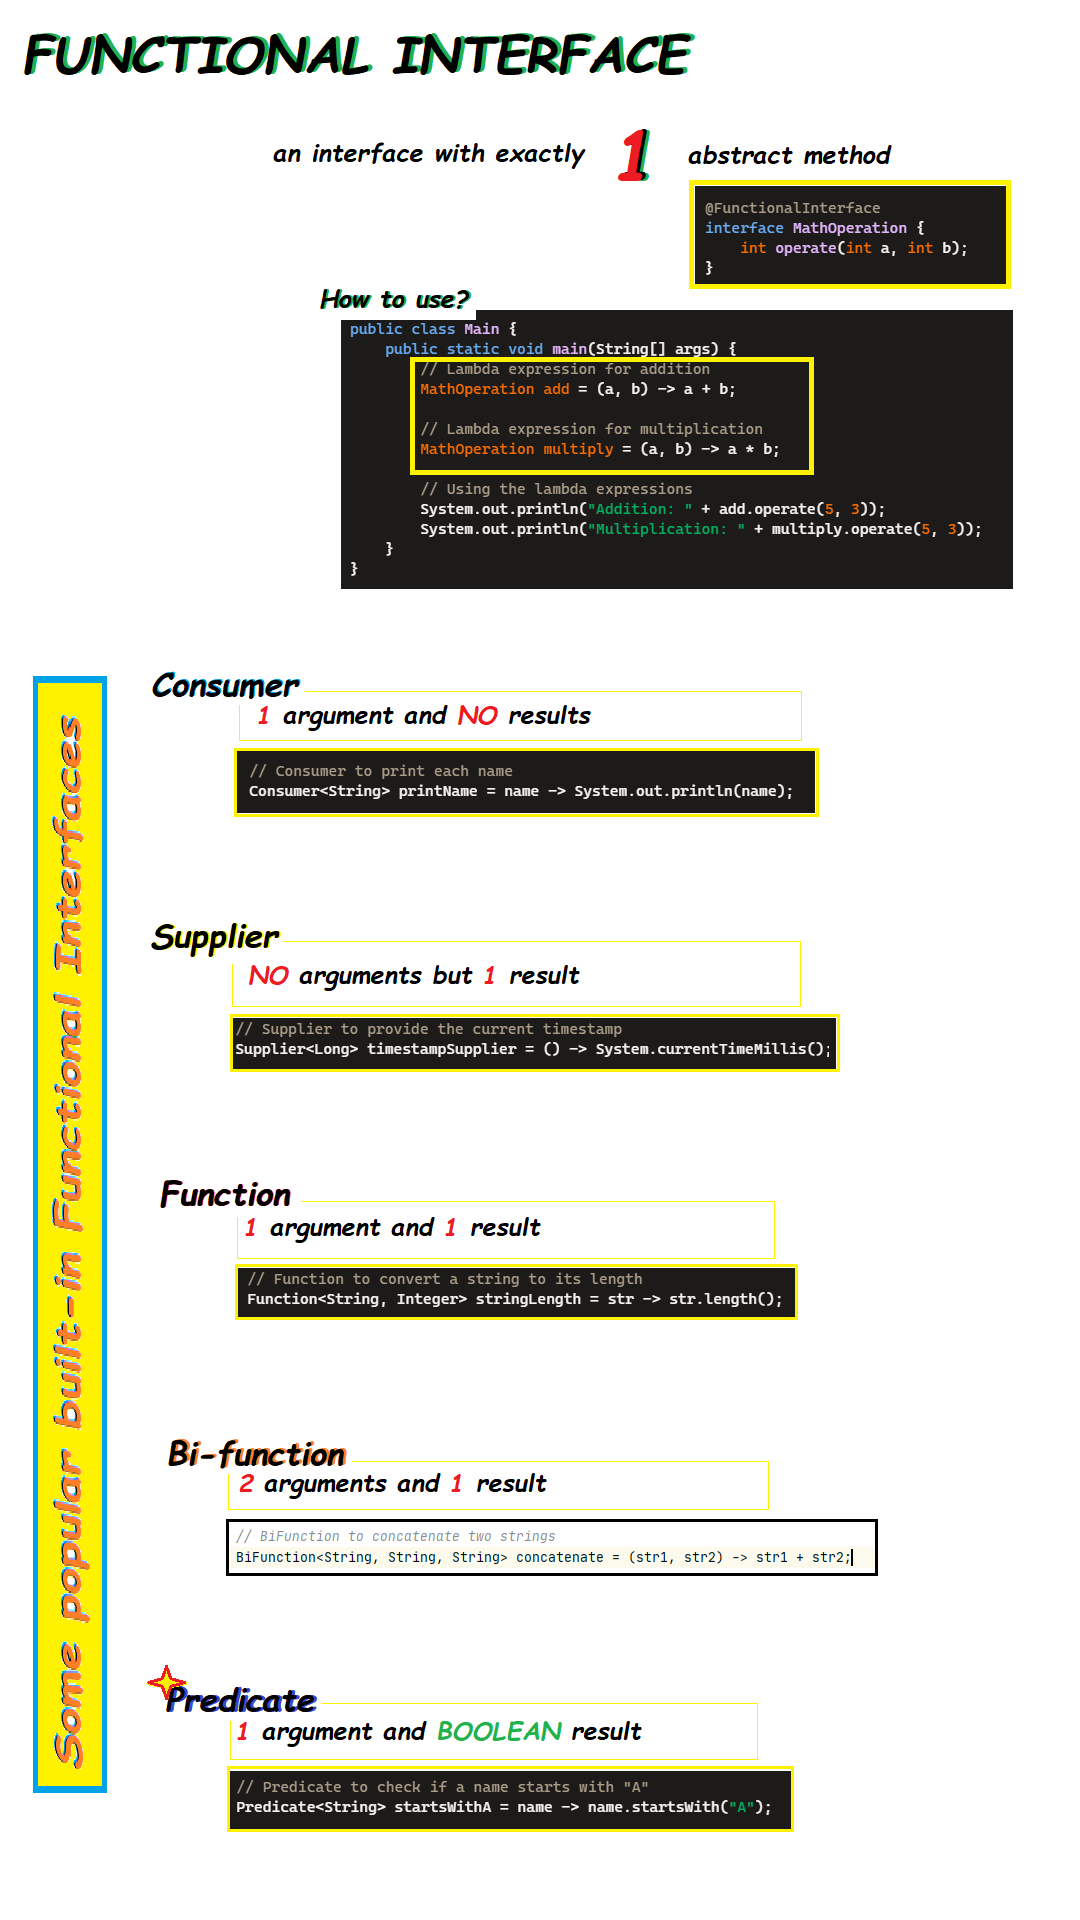 FUNCTIONAL INTERFACE
an interface with exactly 1 abstract method
@FunctionalInterface
interface MathOperation {
    int operate(int a, int b);
}
How to use?
public class Main {
    public static void main(String[] args) {
        // Lambda expression for addition
        MathOperation add = (a, b) -> a + b;
        // Lambda expression for multiplication
        MathOperation multiply = (a, b) -> a * b;
        // Using the lambda expressions
        System.out.println("Addition: " + add.operate(5, 3));
        System.out.println("Multiplication: " + multiply.operate(5, 3));
    }
}
Some popular built-in Functional Interfaces
Consumer
1 argument and NO results
// Consumer to print each name
Consumer<String> printName = name -> System.out.println(name);
Supplier
NO arguments but 1 result
// Supplier to provide the current timestamp
Supplier<Long> timestampSupplier = () -> System.currentTimeMillis();
Function
1 argument and 1 result
// Function to convert a string to its length
Function<String, Integer> stringLength = str -> str.length();
Bi-function
2 arguments and 1 result
// BiFunction to concatenate two strings
BiFunction<String, String, String> concatenate = (str1, str2) -> str1 + str2;
Predicate
1 argument and BOOLEAN result
// Predicate to check if a name starts with "A"
Predicate<String> startsWithA = name -> name.startsWith("A");